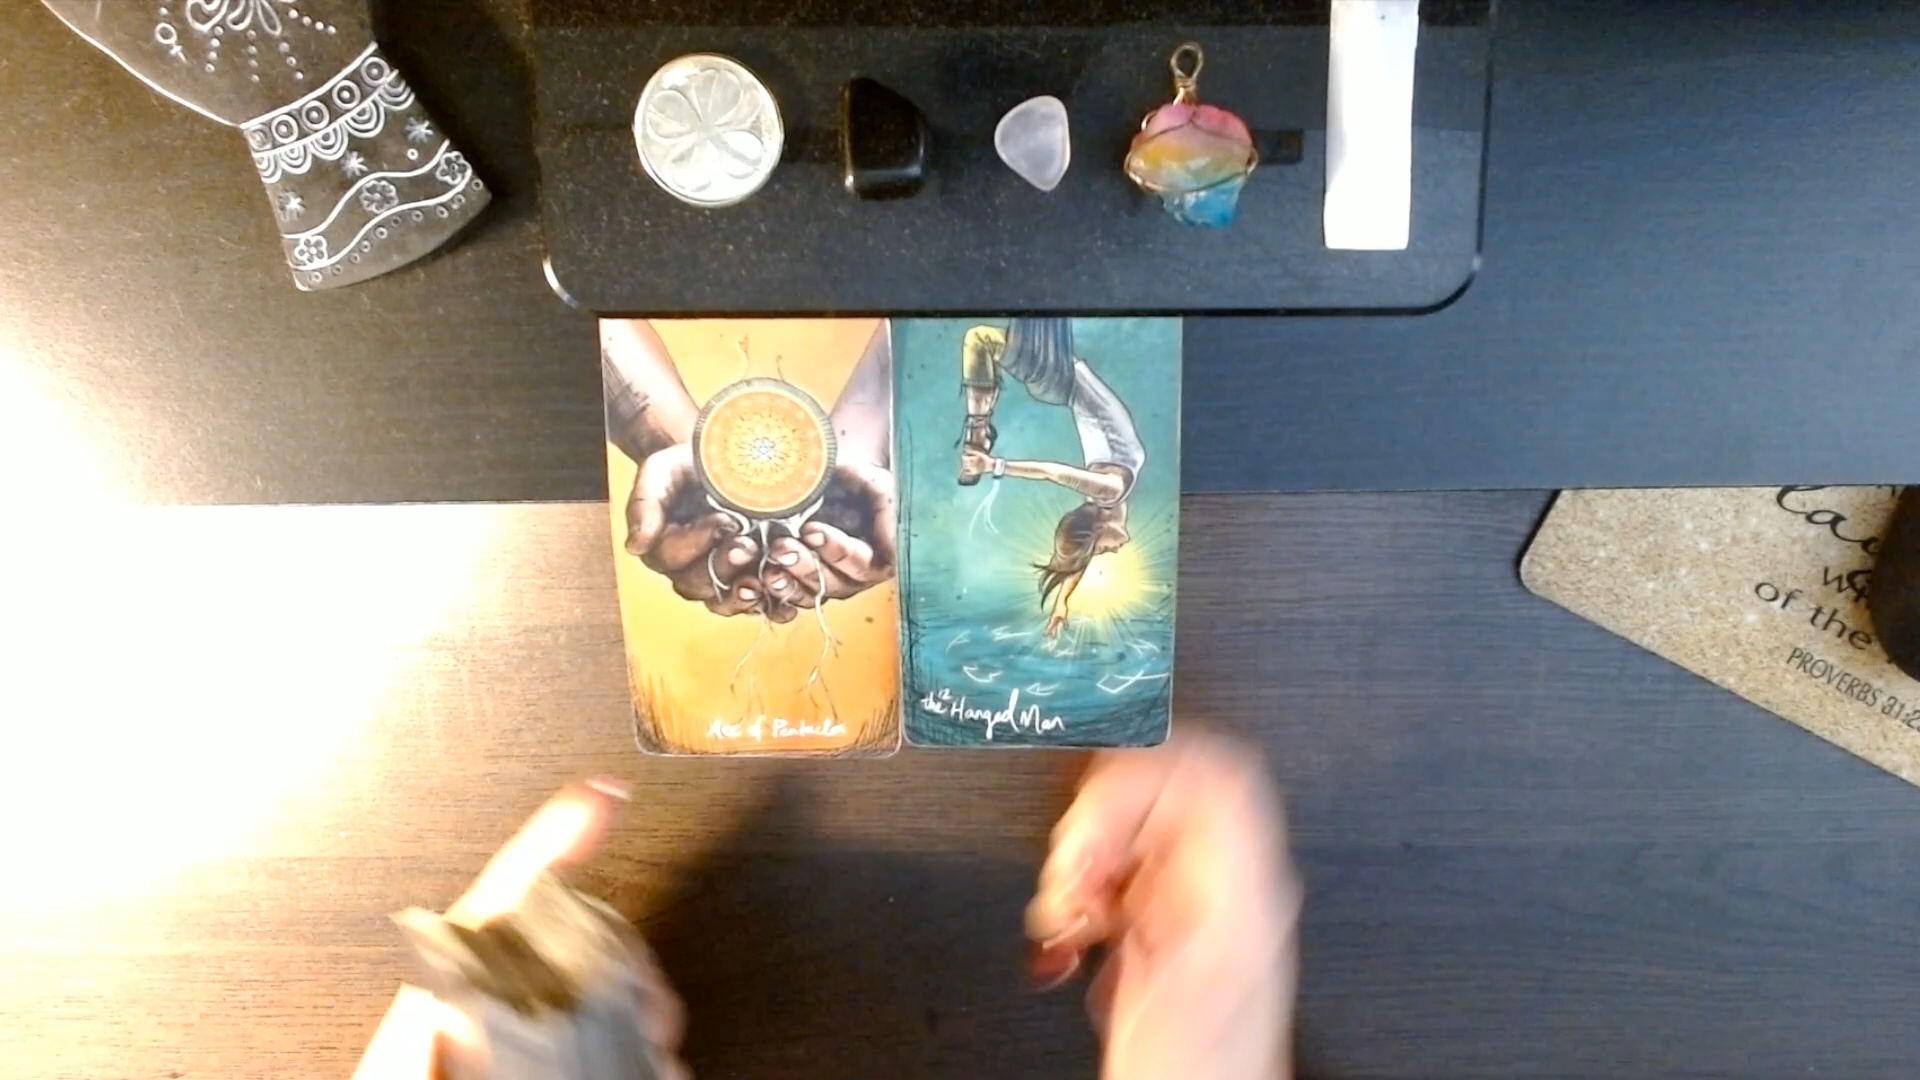 Ace of Pentacles
12
the Hanged Man
of the
PROVERBS 31:2